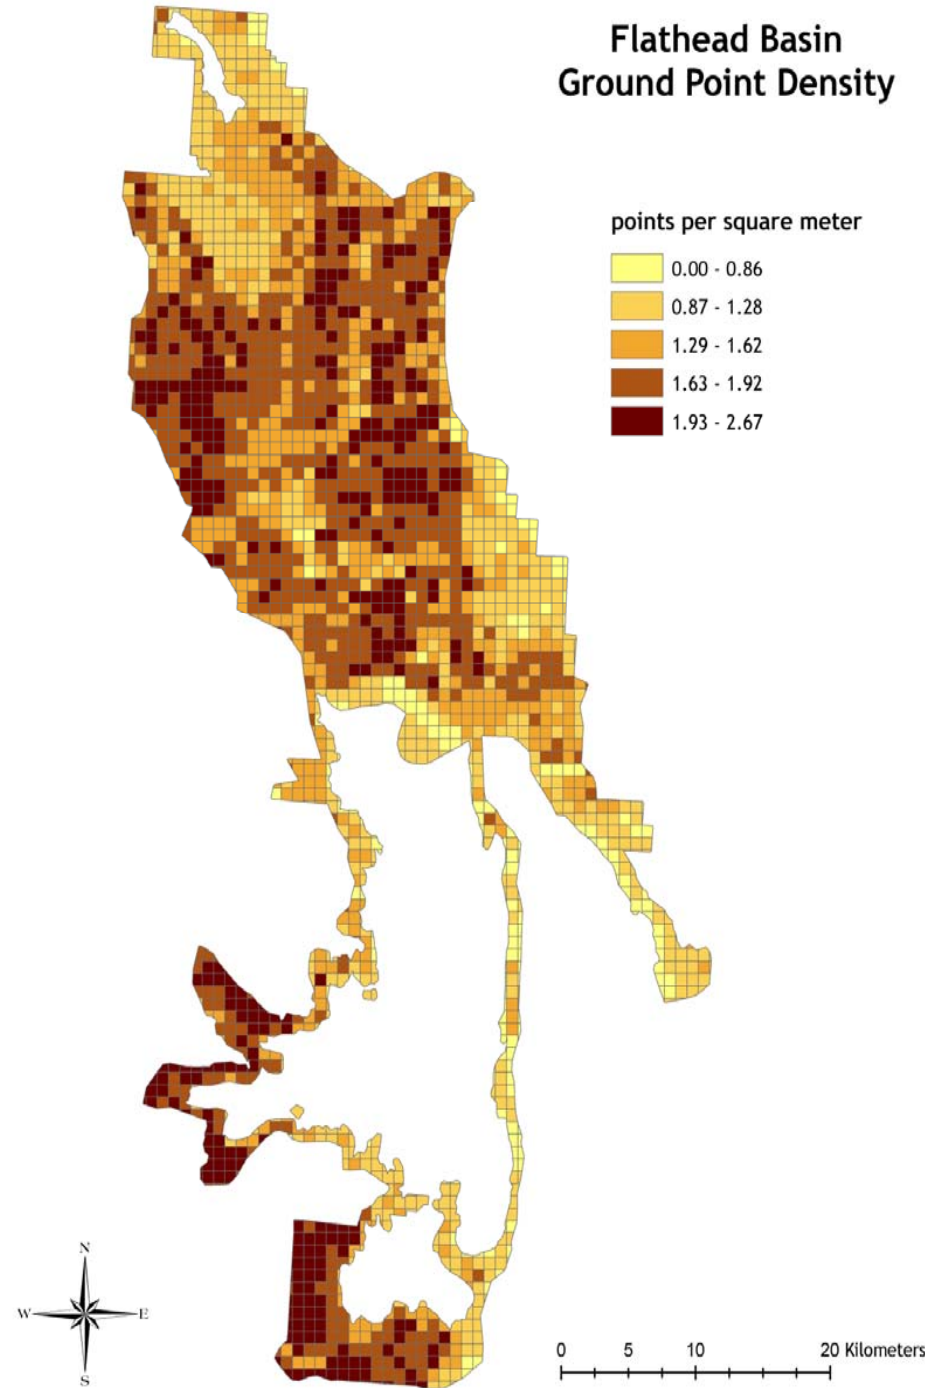 Flathead Basin
Ground Point Density
points per square meter
0.00 - 0.86
0.87 - 1.28
1.29 - 1.62
1.63 - 1.92
1.93 - 2.67
N
W E
S
0 5 10 20 Kilometers